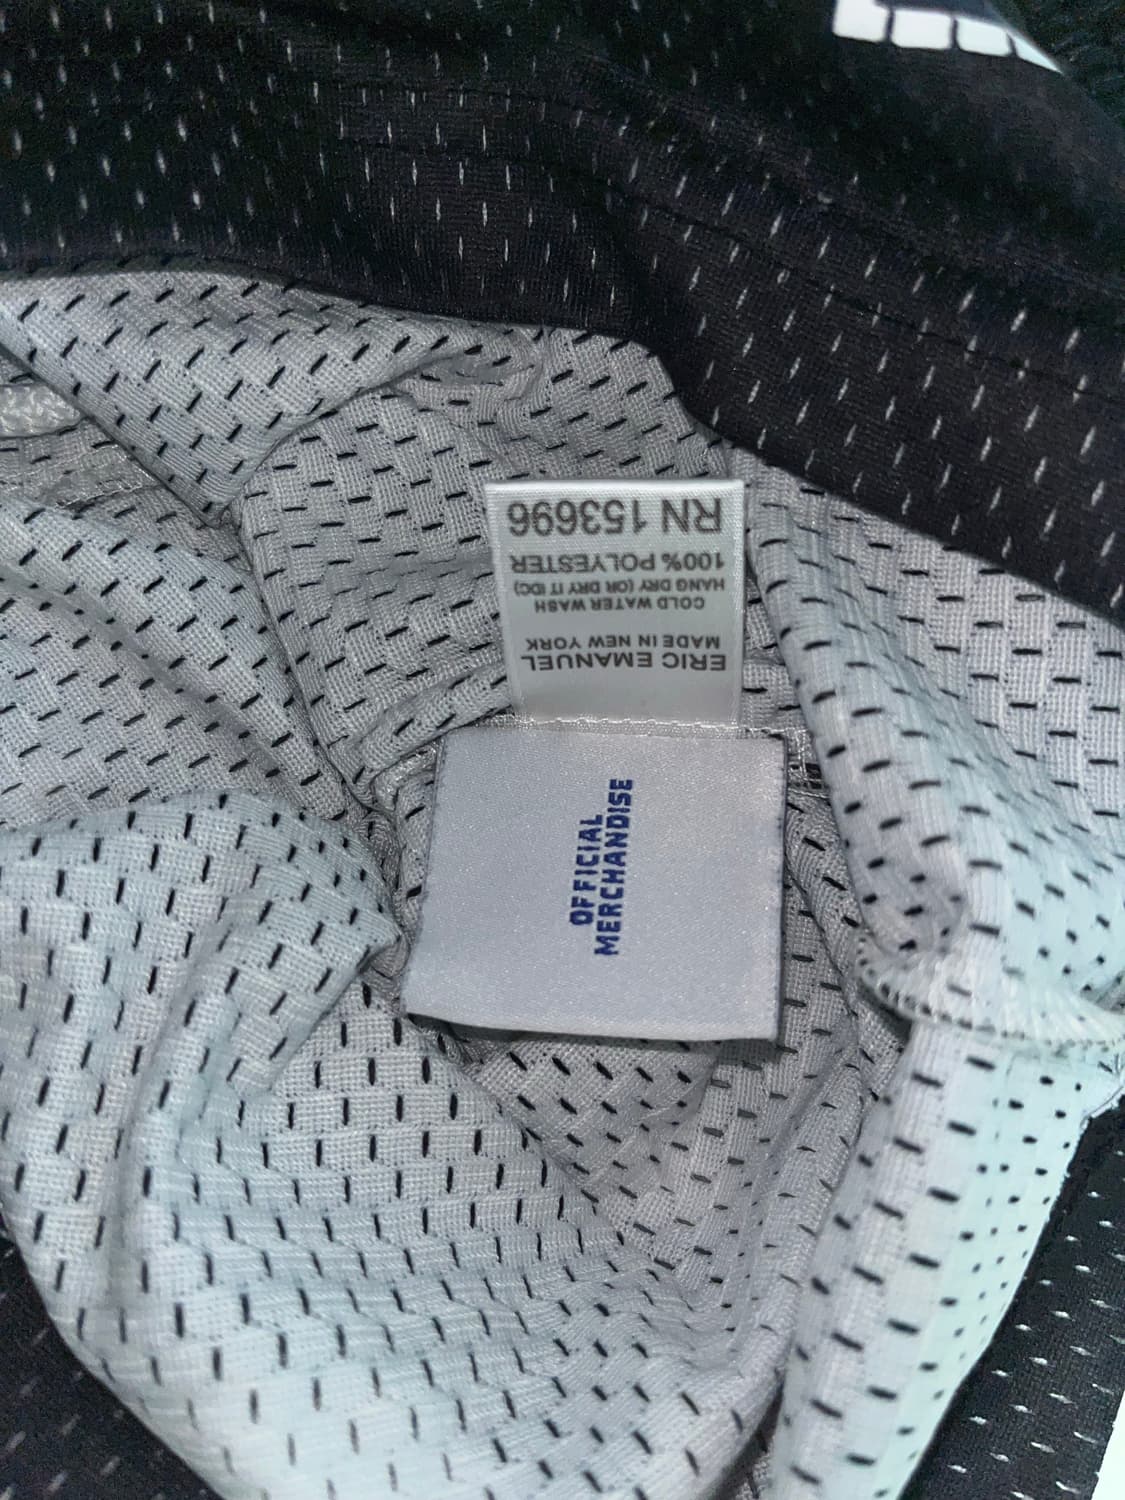 ERIC EMANUEL
MADE IN NEW YORK
COLD WATER WASH
HANG DRY (OR DRY IT IDC)
100% POLYESTER
RN 153696
OFFICIAL
MERCHANDISE